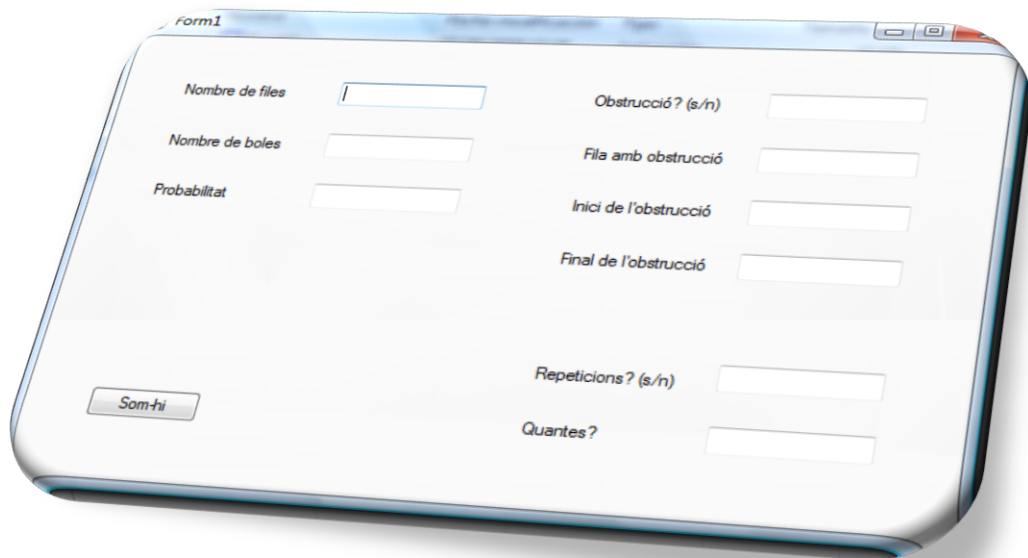 Form1
Nombre de files
Nombre de boles
Probabilitat
Obstrucció? (s/n)
Fila amb obstrucció
Inici de l'obstrucció
Final de l'obstrucció
Repeticions? (s/n)
Quantes?
Som-hi